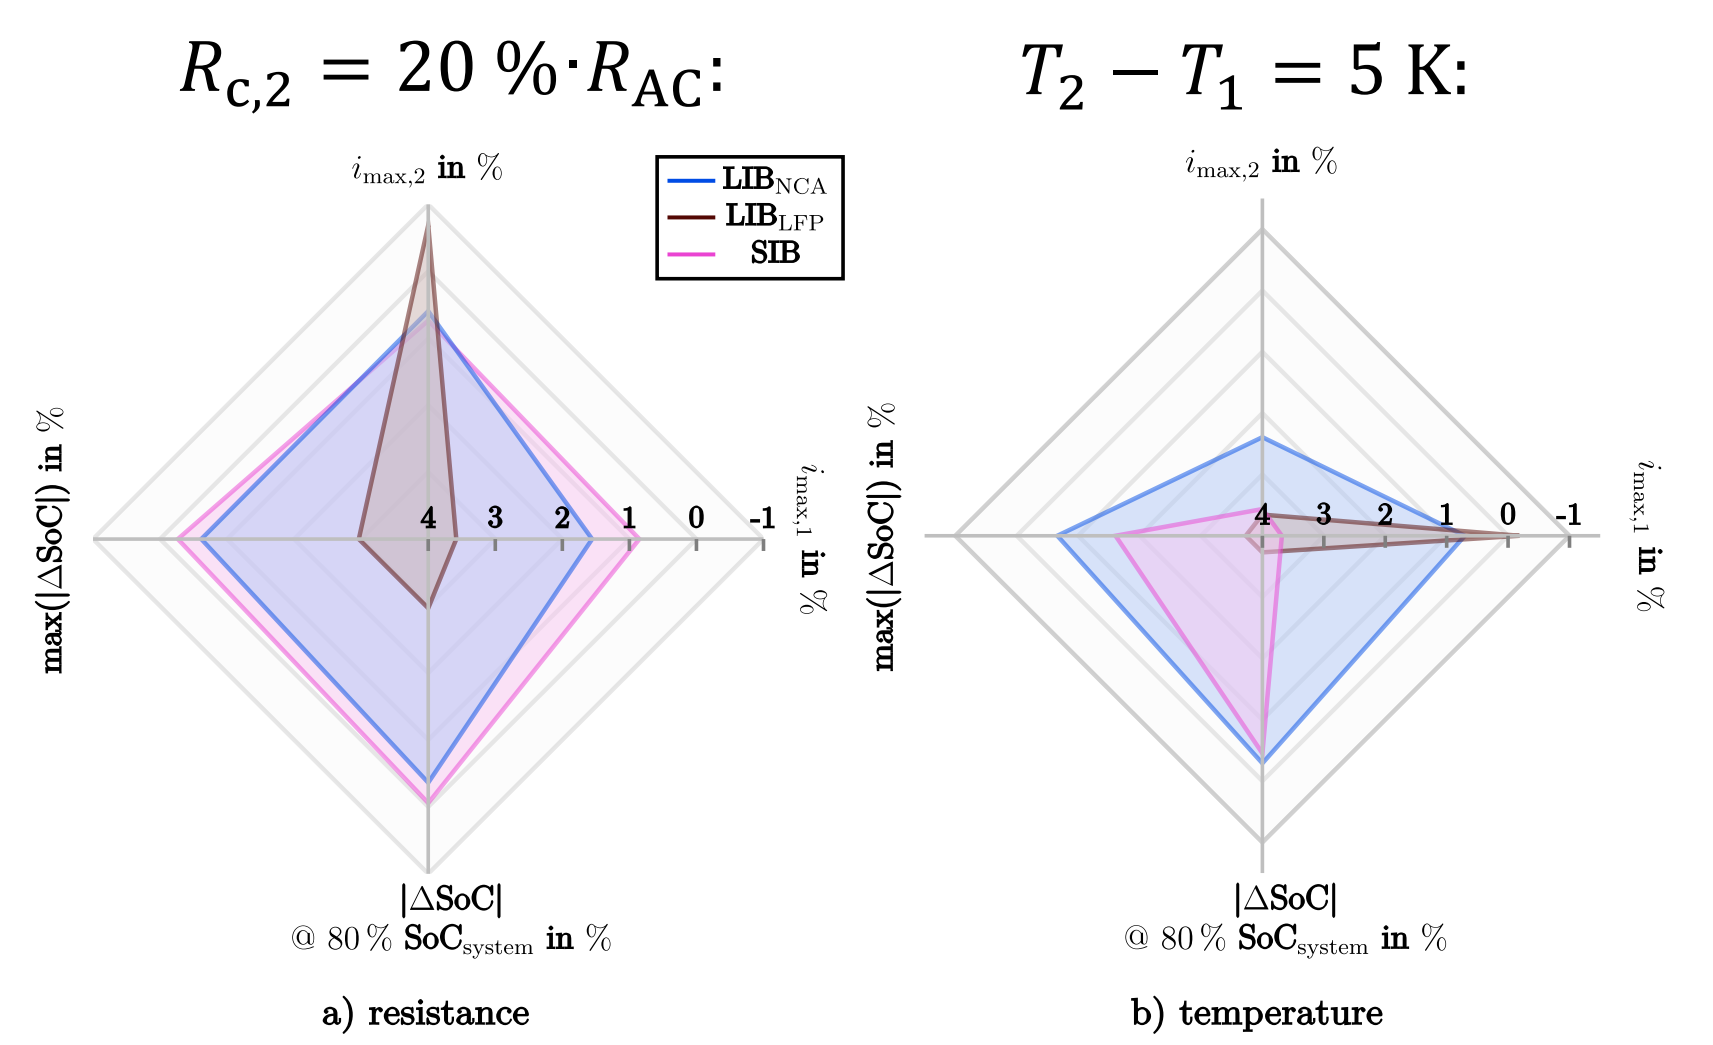 R_c,2 = 20 %·R_AC:
T_2 − T_1 = 5 K:
i_max,2 in %
LIB_NCA
LIB_LFP
SIB
max(|ΔSoC|) in %
4 3 2 1 0 -1
i_max,1 in %
|ΔSoC|
@ 80 % SoC_system in %
a) resistance
i_max,2 in %
max(|ΔSoC|) in %
4 3 2 1 0 -1
i_max,1 in %
|ΔSoC|
@ 80 % SoC_system in %
b) temperature